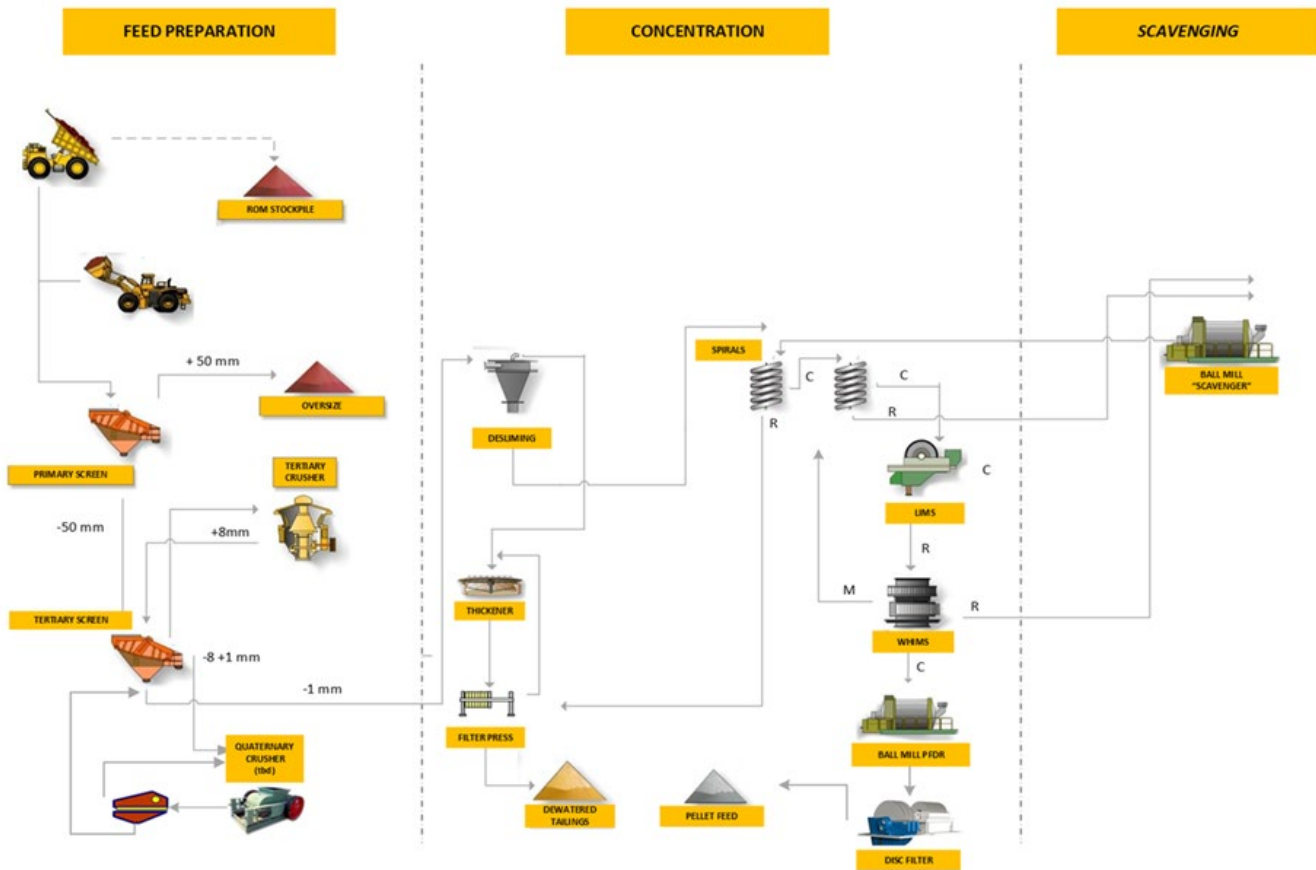 FEED PREPARATION
CONCENTRATION
SCAVENGING
ROM STOCKPILE
+ 50 mm
OVERSIZE
PRIMARY SCREEN
TERTIARY
CRUSHER
-50 mm
+8mm
TERTIARY SCREEN
-8 +1 mm
-1 mm
QUATERNARY
CRUSHER
(tbd)
DESLIMING
THICKENER
FILTER PRESS
DEWATERED
TAILINGS
SPIRALS
C
R
C
R
LIMS
C
R
M
WHIMS
R
C
BALL MILL PFDR
PELLET FEED
DISC FILTER
BALL MILL
"SCAVENGER"